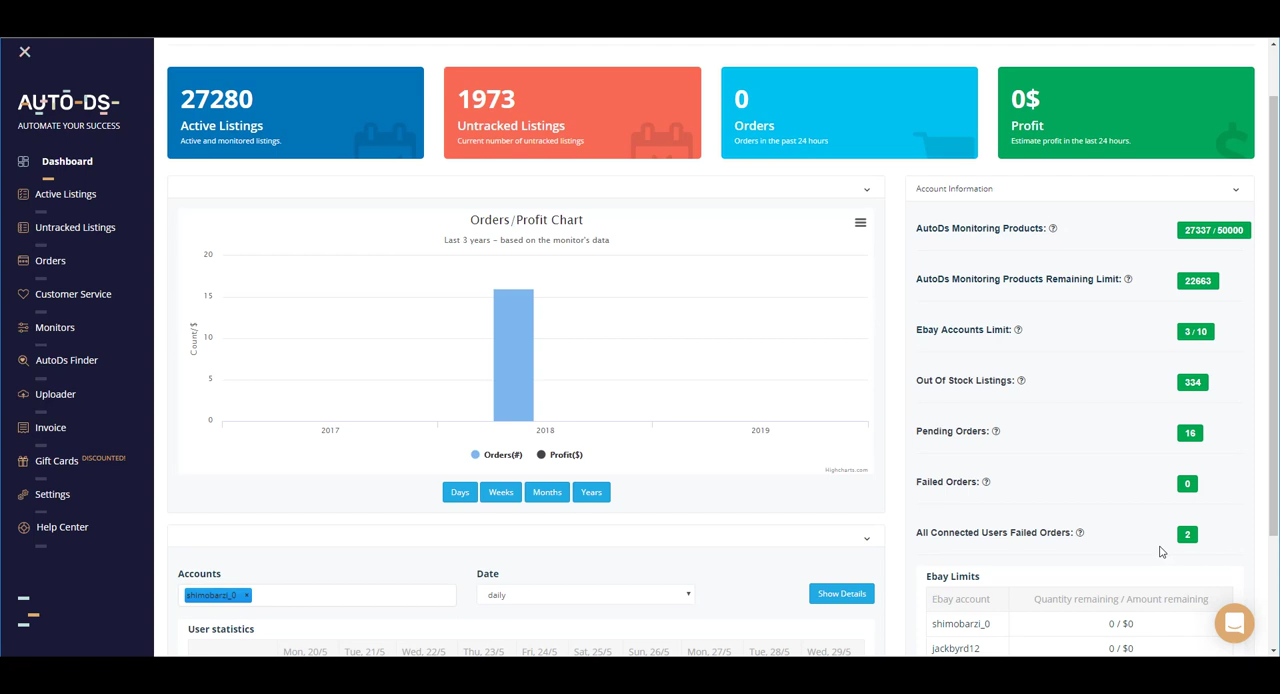 AUTO-DS-
AUTOMATE YOUR SUCCESS
Dashboard
Active Listings
Untracked Listings
Orders
Customer Service
Monitors
AutoDs Finder
Uploader
Invoice
Gift Cards DISCOUNTED!
Settings
Help Center
27280
Active Listings
Active and monitored listings.
1973
Untracked Listings
Current number of untracked listings
0
Orders
Orders in the past 24 hours
0$
Profit
Estimate profit in the last 24 hours.
Orders/Profit Chart
Last 3 years – based on the monitor's data
Count/$
20
15
10
5
0
2017 2018 2019
Orders(#) Profit($)
Highcharts.com
Days Weeks Months Years
Accounts Date
shimobarzi_0 × daily Show Details
User statistics
Mon, 20/5 Tue, 21/5 Wed, 22/5 Thu, 23/5 Fri, 24/5 Sat, 25/5 Sun, 26/5 Mon, 27/5 Tue, 28/5 Wed, 29/5
Account Information
AutoDs Monitoring Products: 27337 / 50000
AutoDs Monitoring Products Remaining Limit: 22663
Ebay Accounts Limit: 3 / 10
Out Of Stock Listings: 334
Pending Orders: 16
Failed Orders: 0
All Connected Users Failed Orders: 2
Ebay Limits
Ebay account Quantity remaining / Amount remaining
shimobarzi_0 0 / $0
jackbyrd12 0 / $0